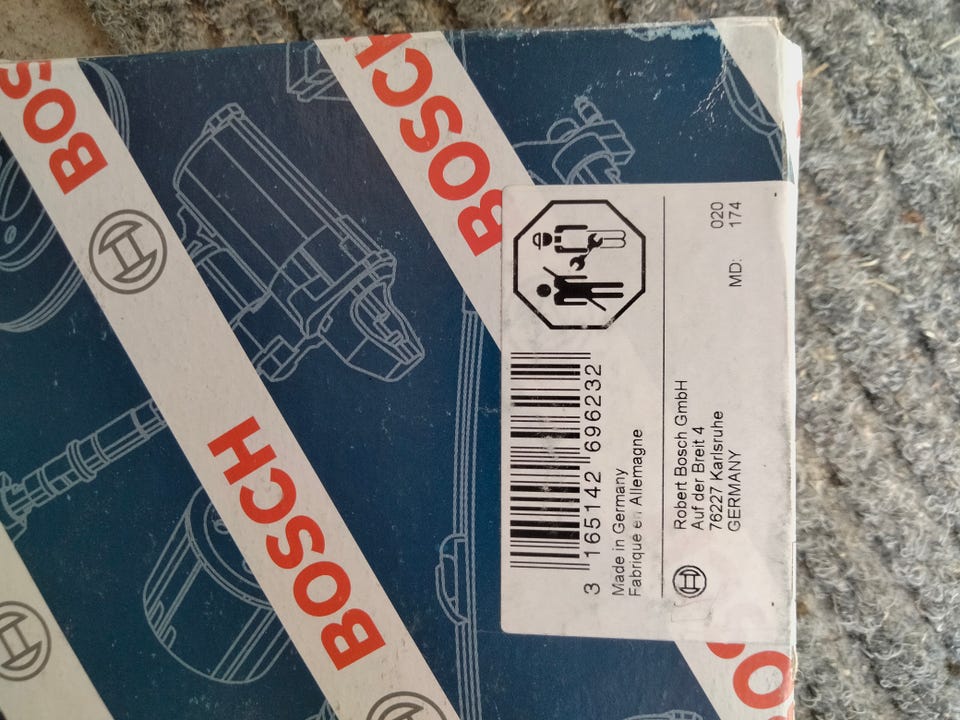 BOSCH
BOSCH
BOSCH
BO
3 165142 696232
Made in Germany
Fabrique en Allemagne
Robert Bosch GmbH
Auf der Breit 4
76227 Karlsruhe
GERMANY
020
MD: 174